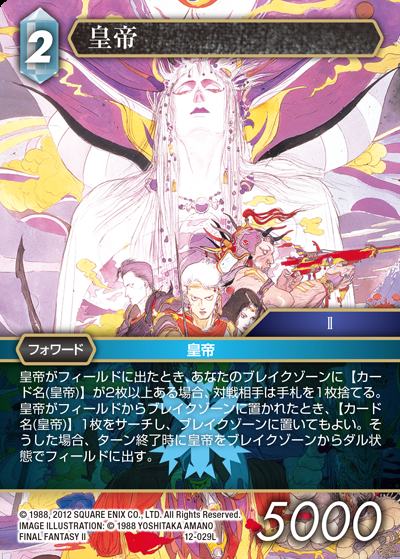 2
皇帝
II
フォワード
皇帝
皇帝がフィールドに出たとき、あなたのブレイクゾーンに【カー
ド名(皇帝)】が2枚以上ある場合、対戦相手は手札を1枚捨てる。
皇帝がフィールドからブレイクゾーンに置かれたとき、【カード
名(皇帝)】1枚をサーチし、ブレイクゾーンに置いてもよい。そ
うした場合、ターン終了時に皇帝をブレイクゾーンからダル状
態でフィールドに出す。
© 1988, 2012 SQUARE ENIX CO., LTD. All Rights Reserved.
IMAGE ILLUSTRATION: © 1988 YOSHITAKA AMANO
FINAL FANTASY II
12-029L
5000